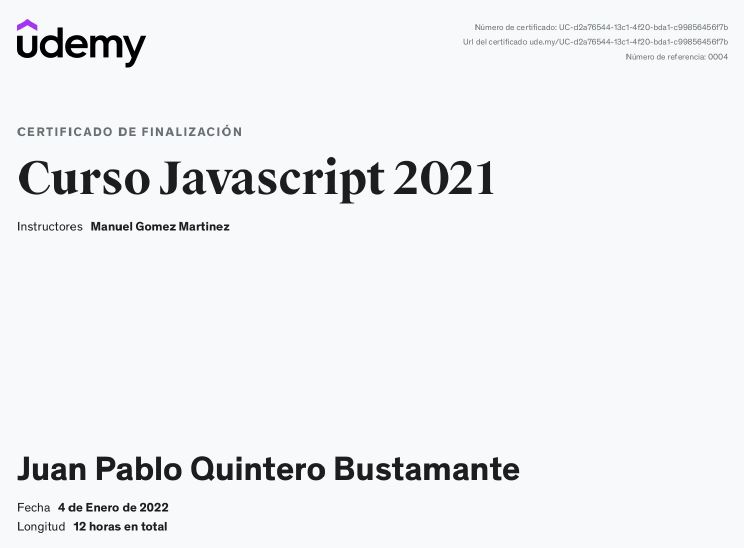 udemy
Número de certificado: UC-d2a76544-13c1-4f20-bda1-c99856456f7b
Url del certificado ude.my/UC-d2a76544-13c1-4f20-bda1-c99856456f7b
Número de referencia: 0004
CERTIFICADO DE FINALIZACIÓN
Curso Javascript 2021
Instructores Manuel Gomez Martinez
Juan Pablo Quintero Bustamante
Fecha 4 de Enero de 2022
Longitud 12 horas en total